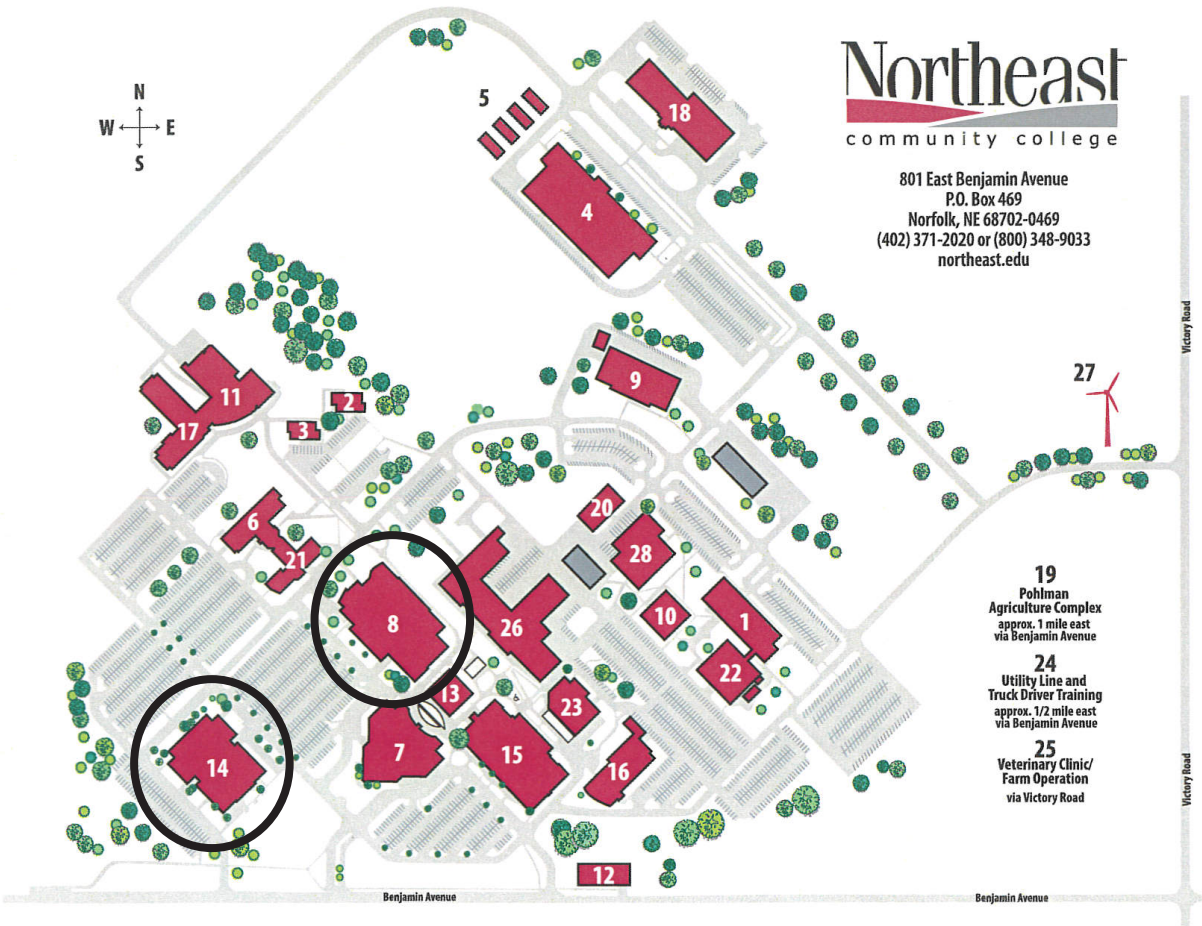 Northeast
community college
801 East Benjamin Avenue
P.O. Box 469
Norfolk, NE 68702-0469
(402) 371-2020 or (800) 348-9033
northeast.edu
N
W E
S
5
18
4
9
27
11
2
17
3
20
6
28
21
8
26
10
1
22
13
23
14
7
15
16
12
19
Pohlman
Agriculture Complex
approx. 1 mile east
via Benjamin Avenue
24
Utility Line and
Truck Driver Training
approx. 1/2 mile east
via Benjamin Avenue
25
Veterinary Clinic/
Farm Operation
via Victory Road
Victory Road
Victory Road
Benjamin Avenue
Benjamin Avenue